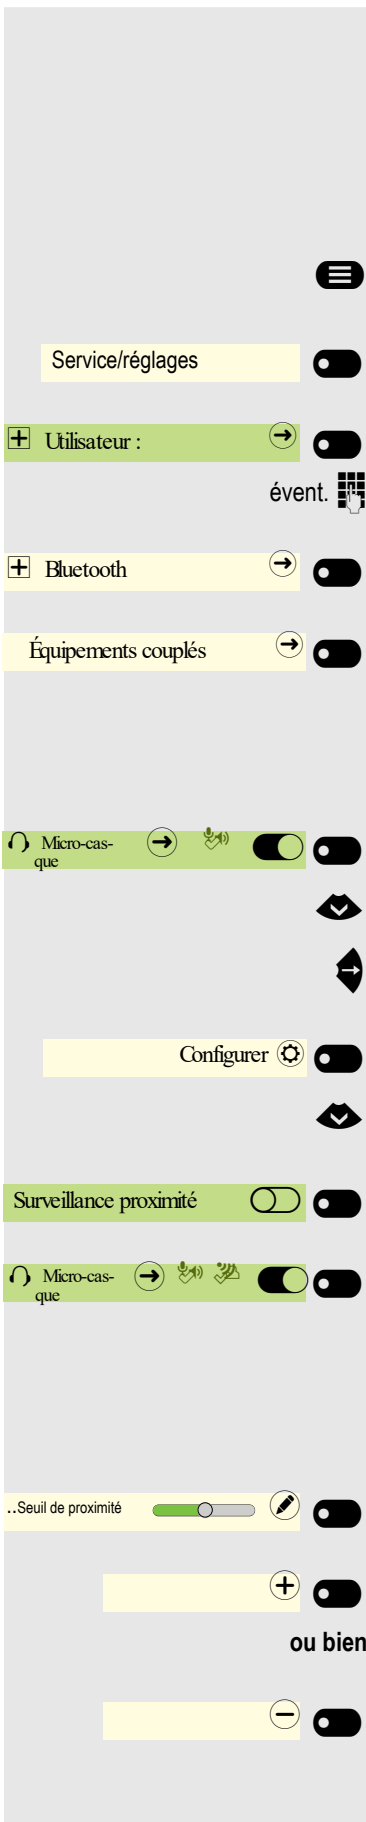 Service/réglages
Utilisateur :
évent.
Bluetooth
Équipements couplés
Micro-cas-
que
Configurer
Surveillance proximité
Micro-cas-
que
..Seuil de proximité
ou bien